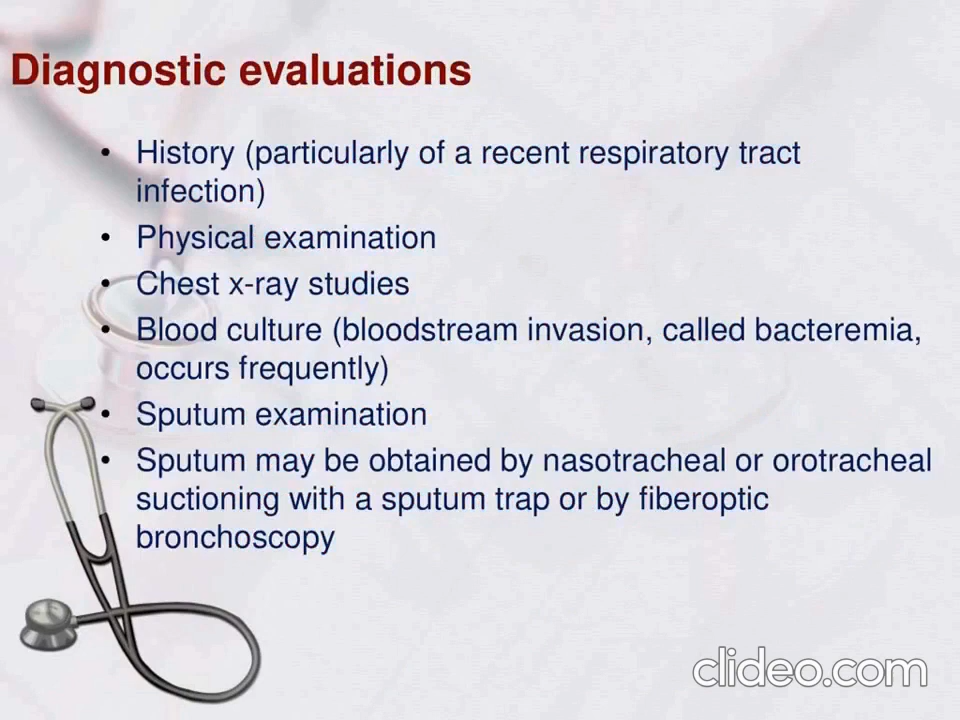 Diagnostic evaluations
• History (particularly of a recent respiratory tract
infection)
• Physical examination
• Chest x-ray studies
• Blood culture (bloodstream invasion, called bacteremia,
occurs frequently)
• Sputum examination
• Sputum may be obtained by nasotracheal or orotracheal
suctioning with a sputum trap or by fiberoptic
bronchoscopy
clideo.com